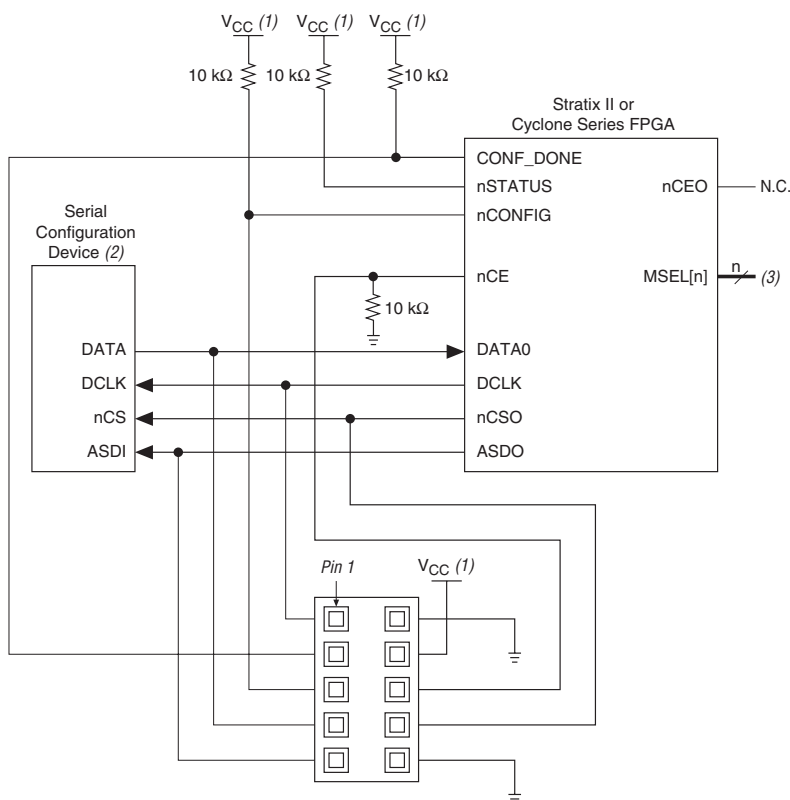 VCC (1) VCC (1) VCC (1)
10 kΩ 10 kΩ 10 kΩ
Stratix II or
Cyclone Series FPGA
CONF_DONE
nSTATUS nCEO N.C.
nCONFIG
Serial
Configuration
Device (2)
nCE MSEL[n] n (3)
10 kΩ
DATA DATA0
DCLK DCLK
nCS nCSO
ASDI ASDO
Pin 1 VCC (1)